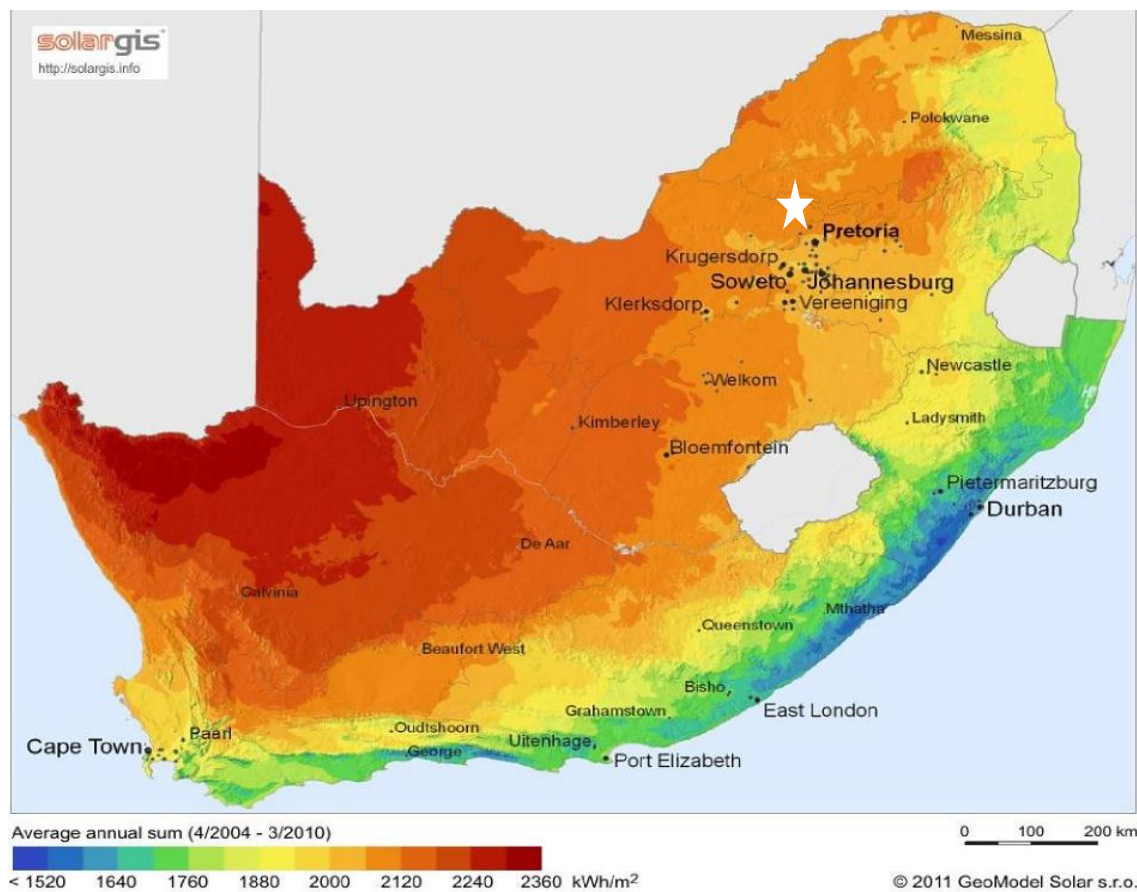 solargis
http://solargis.info
Messina
Polokwane
Pretoria
Krugersdorp
Soweto Johannesburg
Klerksdorp Vereeniging
Newcastle
Welkom
Upington
Ladysmith
Kimberley
Bloemfontein
Pietermaritzburg
Durban
De Aar
Calvinia
Mthatha
Queenstown
Beaufort West
Bisho
Grahamstown East London
Oudtshoorn
Paarl
Cape Town George Uitenhage
Port Elizabeth
Average annual sum (4/2004 - 3/2010)
0 100 200 km
< 1520 1640 1760 1880 2000 2120 2240 2360 kWh/m²
© 2011 GeoModel Solar s.r.o.